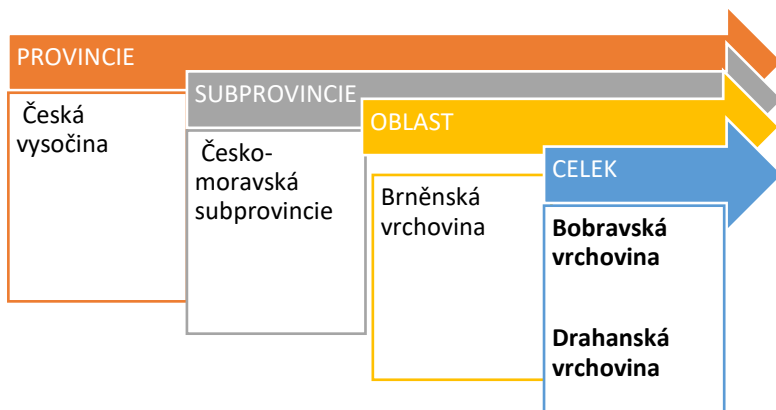 PROVINCIE
Česká
vysočina
SUBPROVINCIE
Česko-
moravská
subprovincie
OBLAST
Brněnská
vrchovina
CELEK
Bobravská
vrchovina
Drahanská
vrchovina